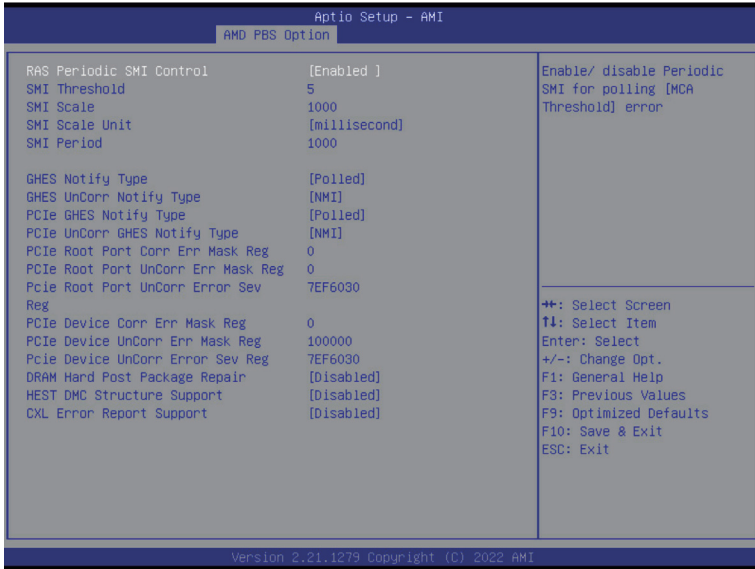 Aptio Setup - AMI
AMD PBS Option
RAS Periodic SMI Control [Enabled ]
SMI Threshold 5
SMI Scale 1000
SMI Scale Unit [millisecond]
SMI Period 1000
GHES Notify Type [Polled]
GHES UnCorr Notify Type [NMI]
PCIe GHES Notify Type [Polled]
PCIe UnCorr GHES Notify Type [NMI]
PCIe Root Port Corr Err Mask Reg 0
PCIe Root Port UnCorr Err Mask Reg 0
Pcie Root Port UnCorr Error Sev 7EF6030
Reg
PCIe Device Corr Err Mask Reg 0
PCIe Device UnCorr Err Mask Reg 100000
Pcie Device UnCorr Error Sev Reg 7EF6030
DRAM Hard Post Package Repair [Disabled]
HEST DMC Structure Support [Disabled]
CXL Error Report Support [Disabled]
Enable/ disable Periodic
SMI for polling [MCA
Threshold] error
→←: Select Screen
↑↓: Select Item
Enter: Select
+/-: Change Opt.
F1: General Help
F3: Previous Values
F9: Optimized Defaults
F10: Save & Exit
ESC: Exit
Version 2.21.1279 Copyright (C) 2022 AMI